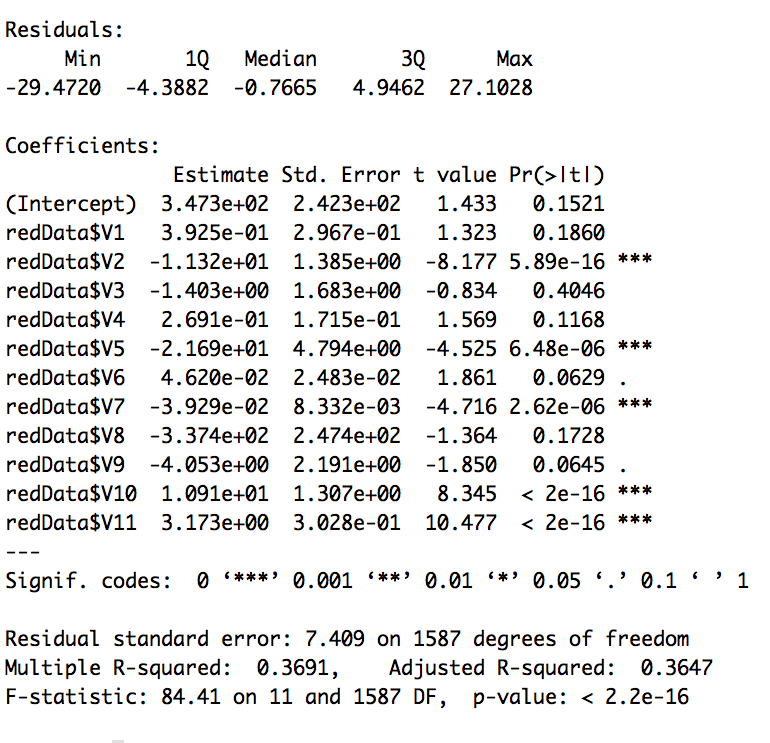 Residuals:
     Min       1Q   Median       3Q      Max
-29.4720  -4.3882  -0.7665   4.9462  27.1028
Coefficients:
              Estimate Std. Error t value Pr(>|t|)
(Intercept)  3.473e+02  2.423e+02   1.433   0.1521
redData$V1   3.925e-01  2.967e-01   1.323   0.1860
redData$V2  -1.132e+01  1.385e+00  -8.177 5.89e-16 ***
redData$V3  -1.403e+00  1.683e+00  -0.834   0.4046
redData$V4   2.691e-01  1.715e-01   1.569   0.1168
redData$V5  -2.169e+01  4.794e+00  -4.525 6.48e-06 ***
redData$V6   4.620e-02  2.483e-02   1.861   0.0629 .
redData$V7  -3.929e-02  8.332e-03  -4.716 2.62e-06 ***
redData$V8  -3.374e+02  2.474e+02  -1.364   0.1728
redData$V9  -4.053e+00  2.191e+00  -1.850   0.0645 .
redData$V10  1.091e+01  1.307e+00   8.345  < 2e-16 ***
redData$V11  3.173e+00  3.028e-01  10.477  < 2e-16 ***
---
Signif. codes:  0 ‘***’ 0.001 ‘**’ 0.01 ‘*’ 0.05 ‘.’ 0.1 ‘ ’ 1
Residual standard error: 7.409 on 1587 degrees of freedom
Multiple R-squared:  0.3691,    Adjusted R-squared:  0.3647
F-statistic: 84.41 on 11 and 1587 DF,  p-value: < 2.2e-16